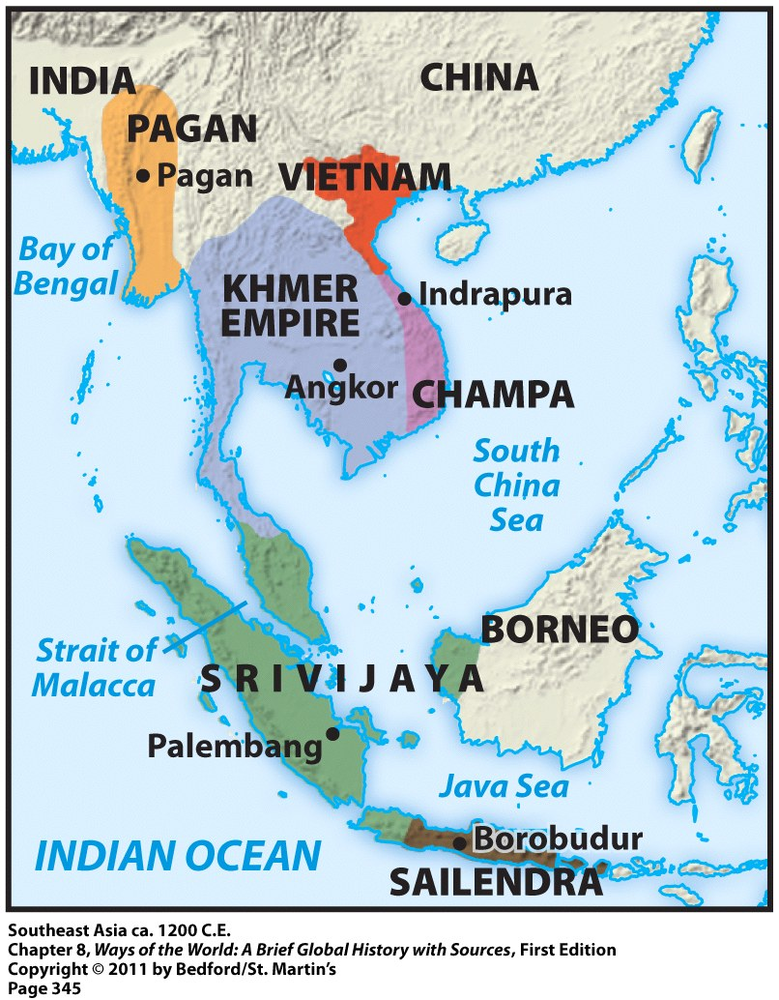 INDIA
CHINA
PAGAN
Pagan
VIETNAM
Bay of
Bengal
KHMER
EMPIRE
Indrapura
Angkor
CHAMPA
South
China
Sea
BORNEO
Strait of
Malacca
SRIVIJAYA
Palembang
Java Sea
Borobudur
INDIAN OCEAN
SAILENDRA
Southeast Asia ca. 1200 C.E.
Chapter 8, Ways of the World: A Brief Global History with Sources, First Edition
Copyright © 2011 by Bedford/St. Martin's
Page 345